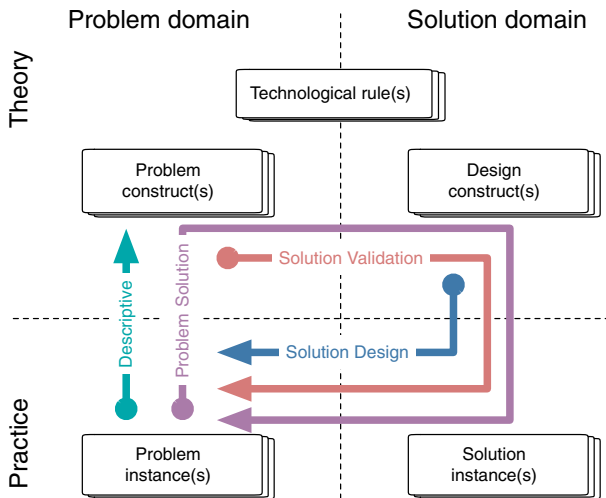 Problem domain
Solution domain
Theory
Technological rule(s)
Problem
construct(s)
Design
construct(s)
Solution Validation
Descriptive
Problem Solution
Solution Design
Practice
Problem
instance(s)
Solution
instance(s)